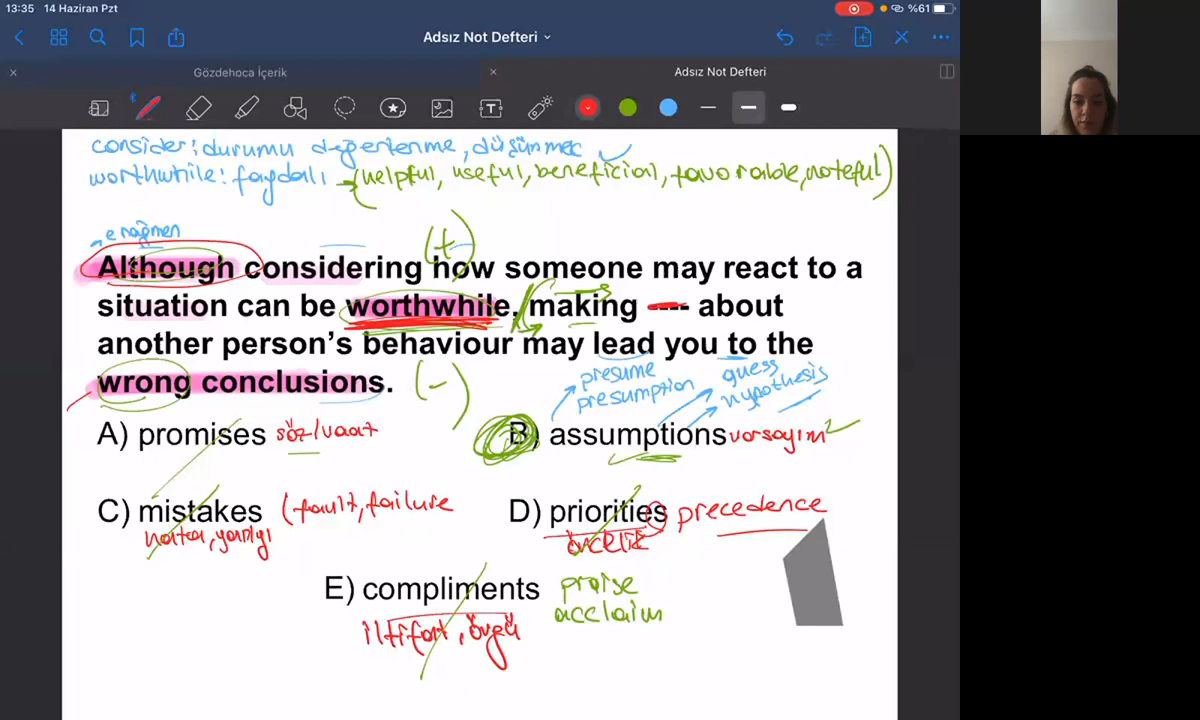 13:35 14 Haziran Pzt
%61
Adsız Not Defteri
Gözdehoca İçerik
Adsız Not Defteri
consider: durumu değerlenme, düşünmek
worthwhile: faydalı (helpful, useful, beneficial, favorable, noteful)
e rağmen
(+)
Although considering how someone may react to a
situation can be worthwhile, making ---- about
another person's behaviour may lead you to the
wrong conclusions. (-)
presume
presumption
guess
hypothesis
A) promises söz/vaat
B) assumptions varsayım
C) mistakes (fault, failure
hata, yanlış
D) priorities precedence
öncelik
E) compliments praise
acclaim
iltifat, övgü